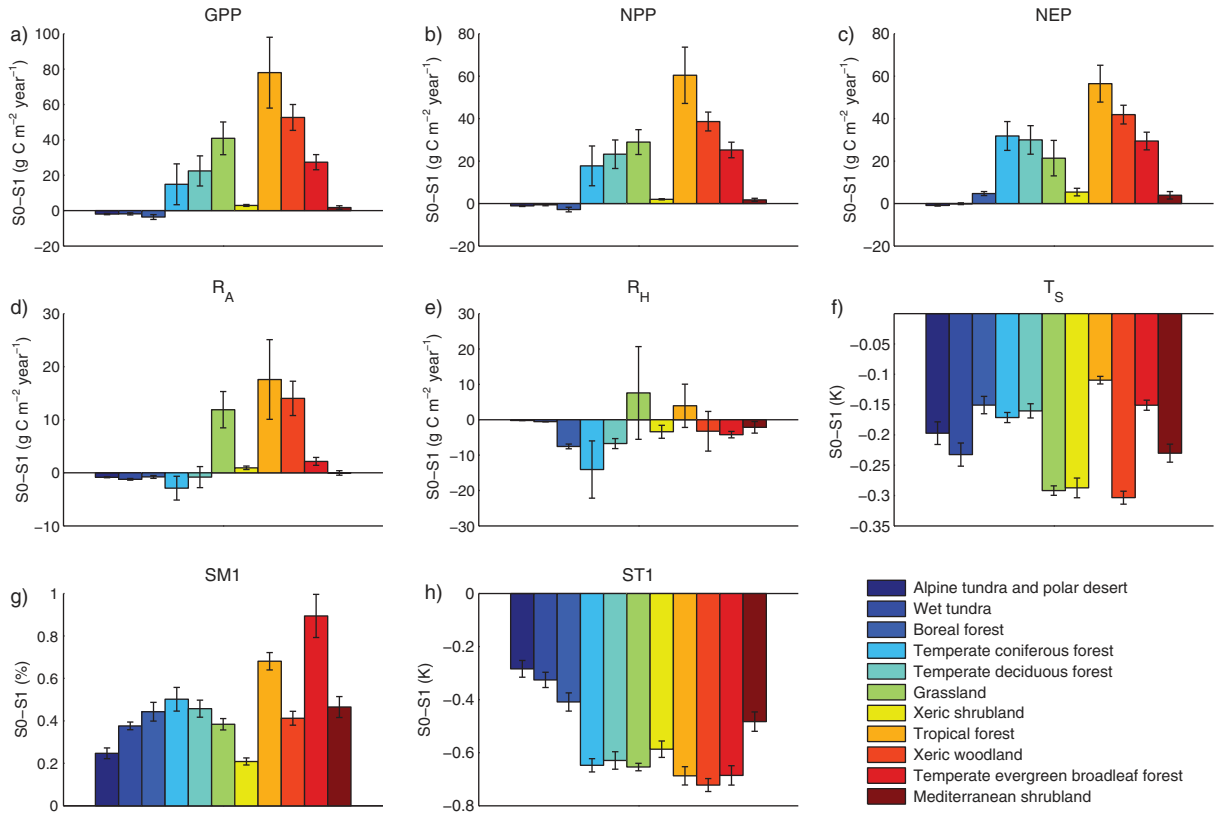 GPP
a)
S0−S1 (g C m−2 year−1)
100
80
60
40
20
0
−20
NPP
b)
S0−S1 (g C m−2 year−1)
80
60
40
20
0
−20
NEP
c)
S0−S1 (g C m−2 year−1)
80
60
40
20
0
−20
RA
d)
S0−S1 (g C m−2 year−1)
30
20
10
0
−10
RH
e)
S0−S1 (g C m−2 year−1)
30
20
10
0
−10
−20
−30
TS
f)
S0−S1 (K)
−0.05
−0.1
−0.15
−0.2
−0.25
−0.3
−0.35
SM1
g)
S0−S1 (%)
1
0.8
0.6
0.4
0.2
0
ST1
h)
S0−S1 (K)
0
−0.2
−0.4
−0.6
−0.8
Alpine tundra and polar desert
Wet tundra
Boreal forest
Temperate coniferous forest
Temperate deciduous forest
Grassland
Xeric shrubland
Tropical forest
Xeric woodland
Temperate evergreen broadleaf forest
Mediterranean shrubland